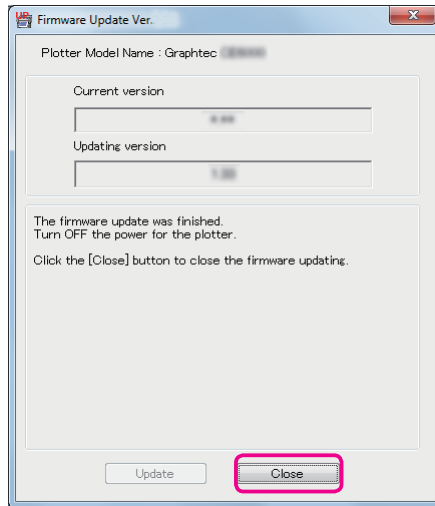 Firmware Update Ver.
Plotter Model Name : Graphtec
Current version
Updating version
The firmware update was finished.
Turn OFF the power for the plotter.
Click the [Close] button to close the firmware updating.
Update
Close